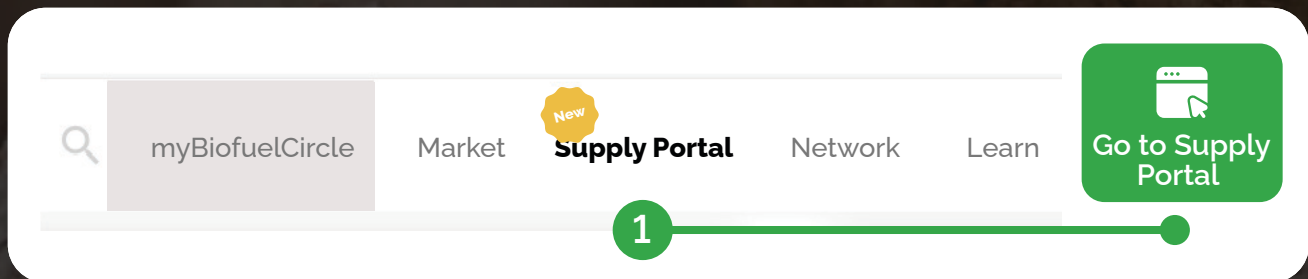 New
myBiofuelCircle Market Supply Portal Network Learn
Go to Supply
Portal
1